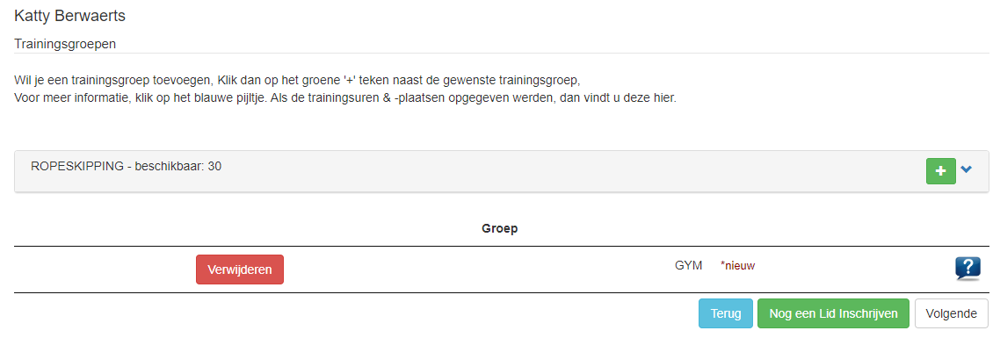 Katty Berwaerts
Trainingsgroepen
Wil je een trainingsgroep toevoegen, Klik dan op het groene '+' teken naast de gewenste trainingsgroep,
Voor meer informatie, klik op het blauwe pijltje. Als de trainingsuren & -plaatsen opgegeven werden, dan vindt u deze hier.
ROPESKIPPING - beschikbaar: 30 +
Groep
Verwijderen GYM *nieuw ?
Terug Nog een Lid Inschrijven Volgende